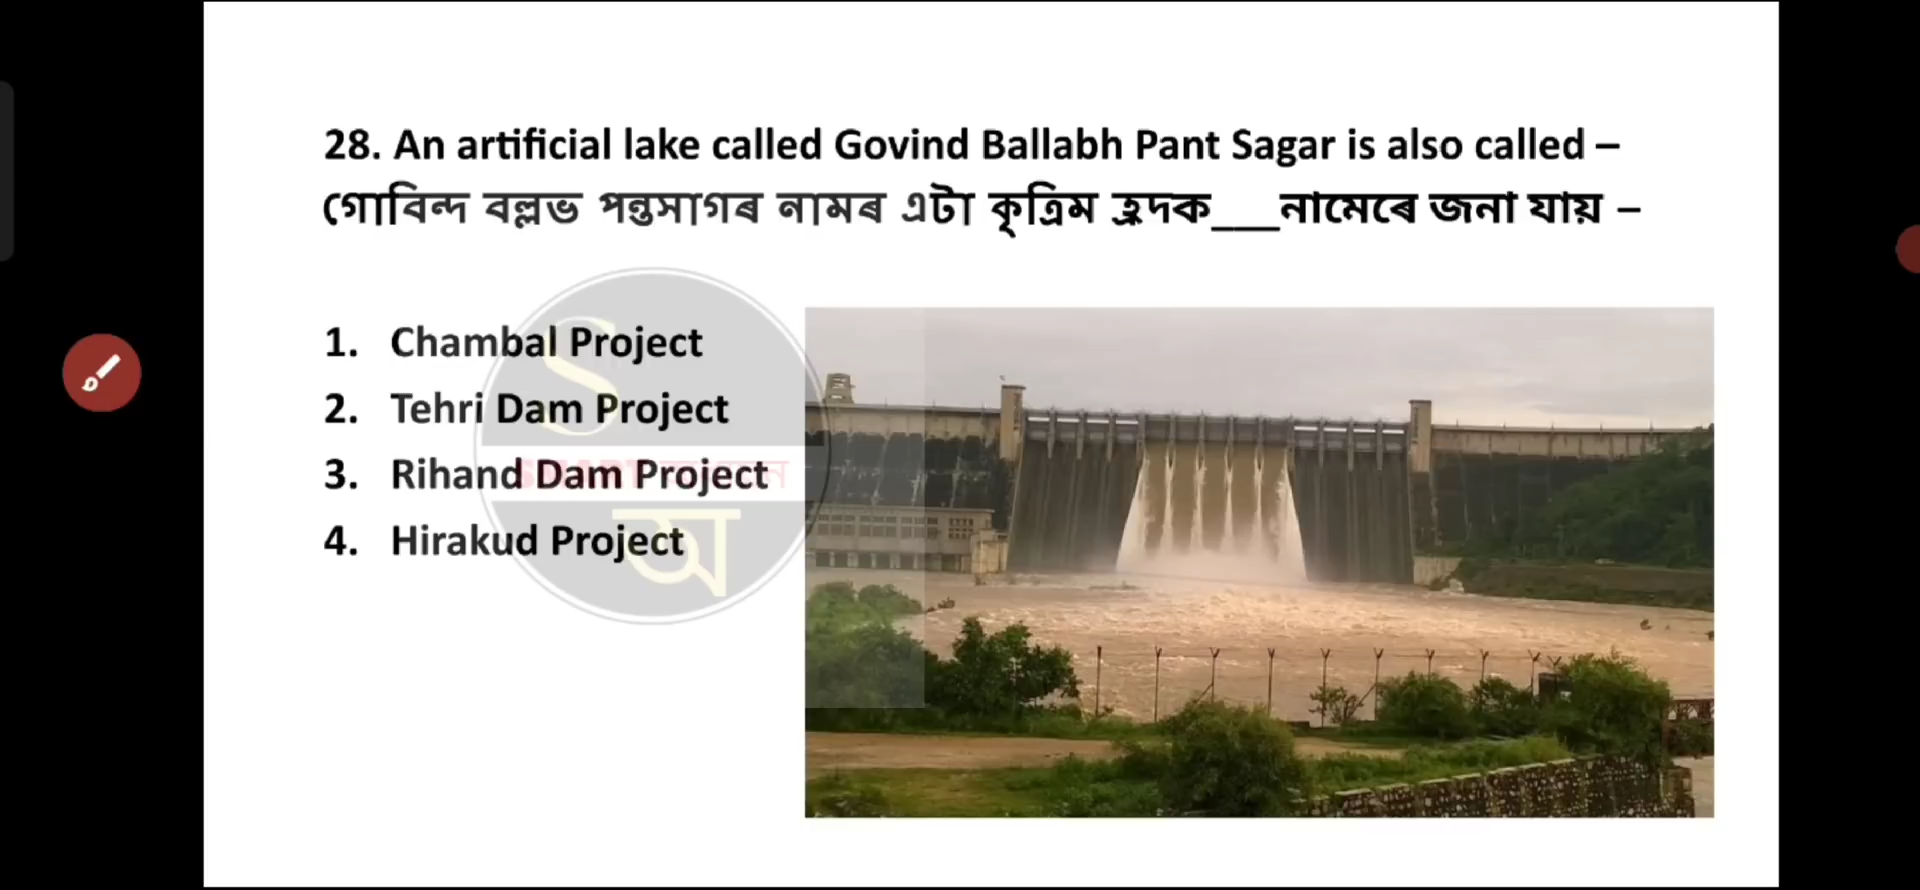 28. An artificial lake called Govind Ballabh Pant Sagar is also called –
গোবিন্দ বল্লভ পন্তসাগৰ নামৰ এটা কৃত্রিম হ্রদক___নামেৰে জনা যায় –
1. Chambal Project
2. Tehri Dam Project
3. Rihand Dam Project
4. Hirakud Project
S
অ